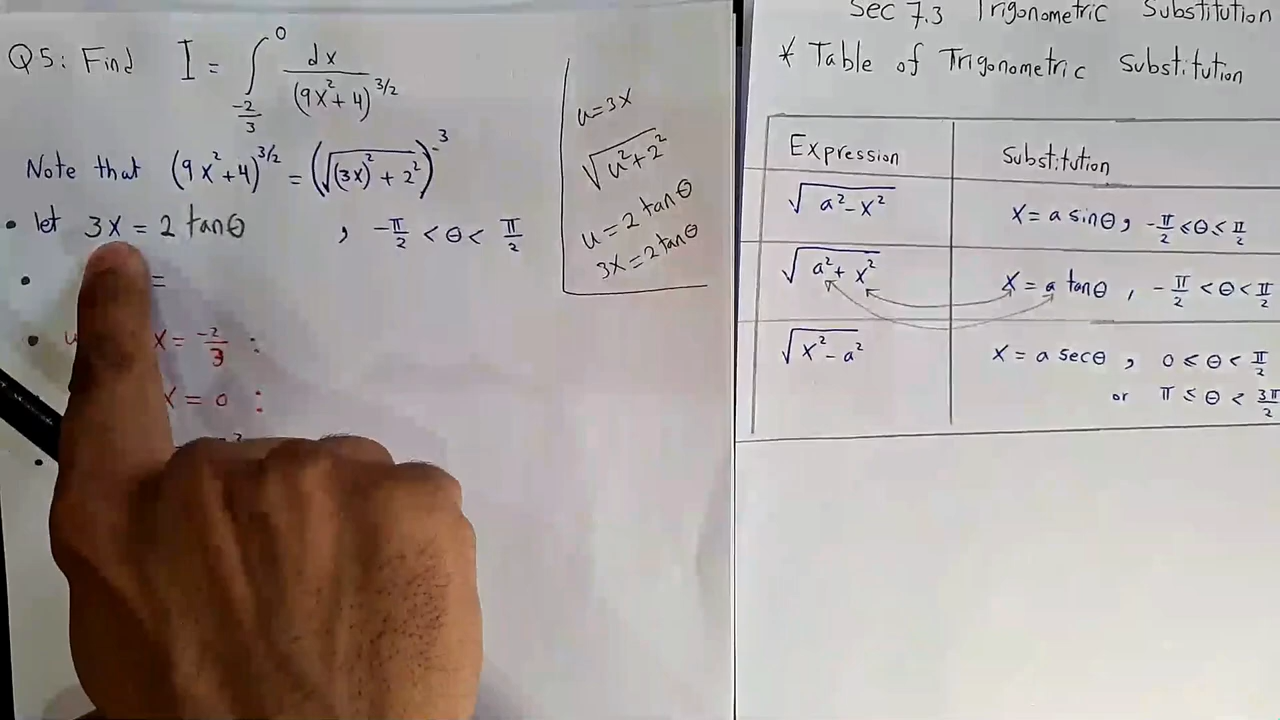 Q5: Find I = ∫_{-2/3}^{0} dx / (9x²+4)^{3/2}
Note that (9x²+4)^{3/2} = (√((3x)²+2²))^{3}
• let 3x = 2 tanθ , -π/2 < θ < π/2
• =
x = -2/3 :
x = 0 :
•
u = 3x
√(u²+2²)
u = 2 tanθ
3x = 2 tanθ
Sec 7.3 Trigonometric Substitution
* Table of Trigonometric Substitution
Expression Substitution
√(a²-x²) x = a sinθ, -π/2 ≤ θ ≤ π/2
√(a²+x²) x = a tanθ, -π/2 < θ < π/2
√(x²-a²) x = a secθ, 0 ≤ θ < π/2
or π ≤ θ < 3π/2